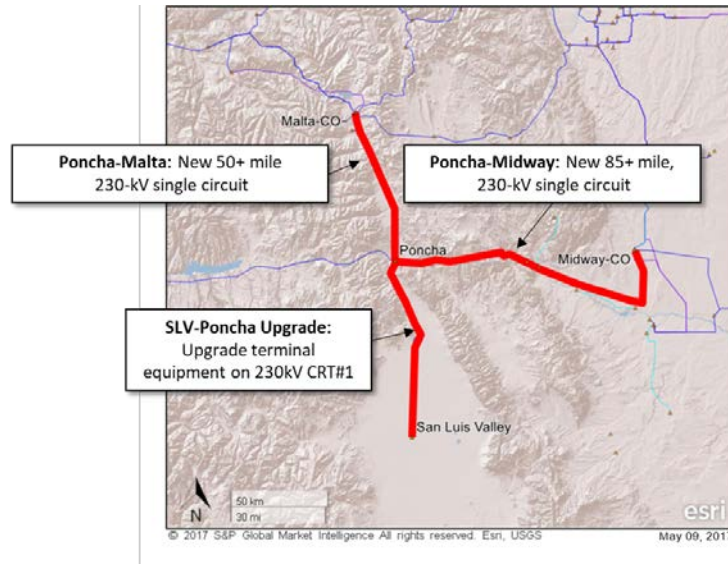 Malta-CO
Poncha-Malta: New 50+ mile
230-kV single circuit
Poncha-Midway: New 85+ mile,
230-kV single circuit
Poncha
Midway-CO
SLV-Poncha Upgrade:
Upgrade terminal
equipment on 230kV CRT#1
San Luis Valley
N
50 km
30 mi
esri
© 2017 S&P Global Market Intelligence All rights reserved. Esri, USGS
May 09, 201